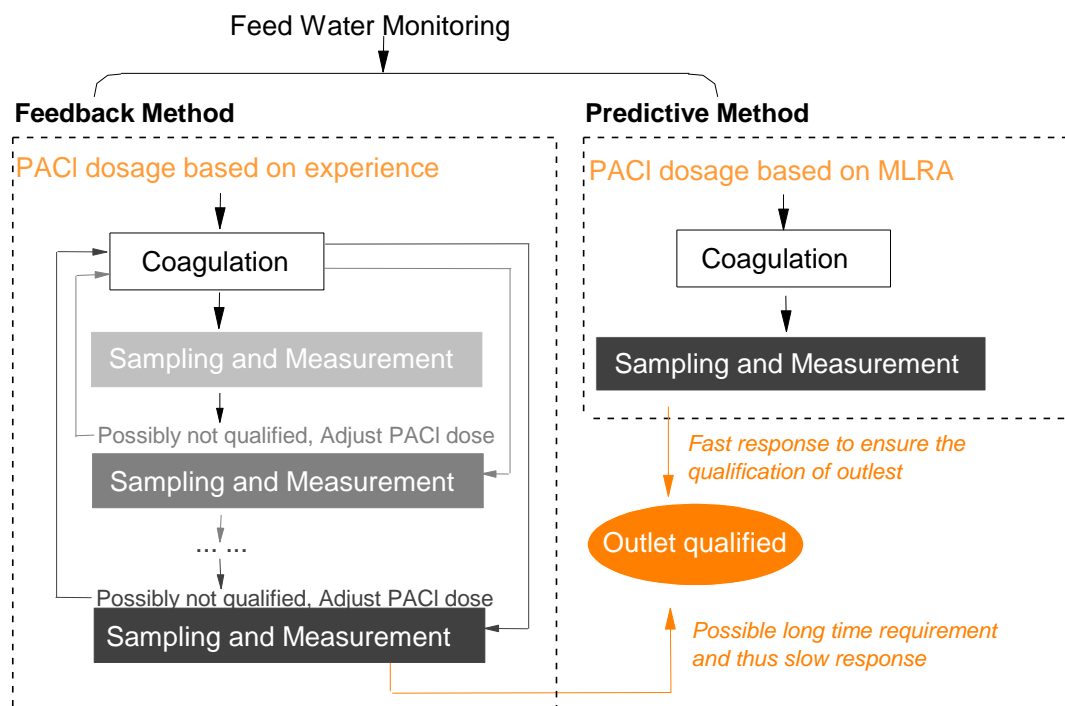 Feed Water Monitoring
Feedback Method
PACl dosage based on experience
Coagulation
Sampling and Measurement
Possibly not qualified, Adjust PACl dose
Sampling and Measurement
... ...
Possibly not qualified, Adjust PACl dose
Sampling and Measurement
Predictive Method
PACl dosage based on MLRA
Coagulation
Sampling and Measurement
Fast response to ensure the
qualification of outlest
Outlet qualified
Possible long time requirement
and thus slow response